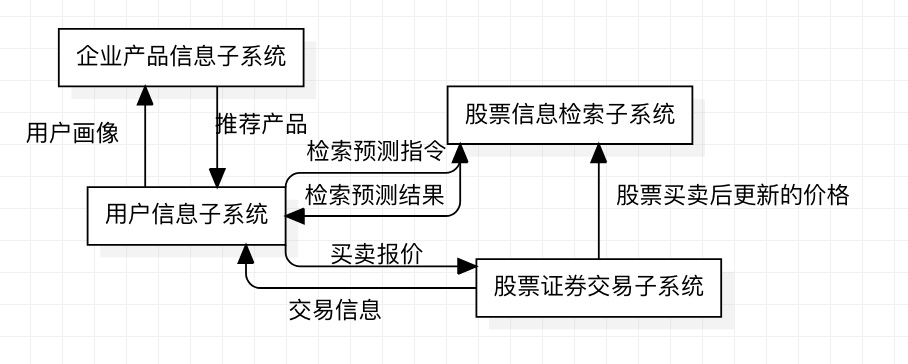 企业产品信息子系统
股票信息检索子系统
用户画像
推荐产品
检索预测指令
检索预测结果
股票买卖后更新的价格
用户信息子系统
买卖报价
股票证券交易子系统
交易信息